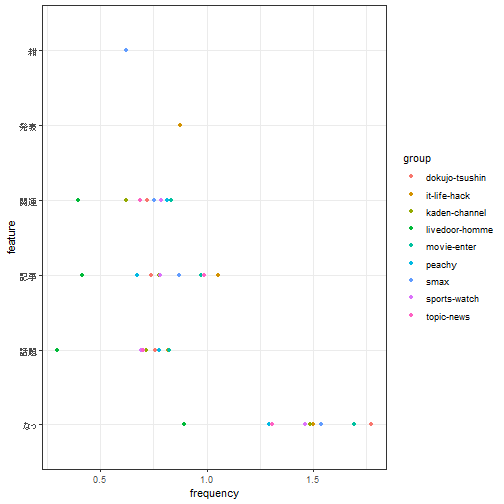 紺
発表
関連
記事
話題
なっ
feature
0.5
1.0
1.5
frequency
group
dokujo-tsushin
it-life-hack
kaden-channel
livedoor-homme
movie-enter
peachy
smax
sports-watch
topic-news